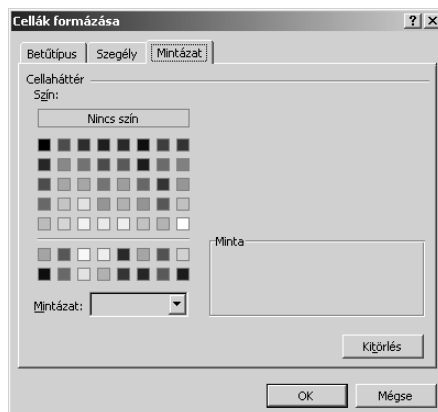 Cellák formázása
Betűtípus
Szegély
Mintázat
Cellaháttér
Szín:
Nincs szín
Minta
Mintázat:
Kitörlés
OK
Mégse